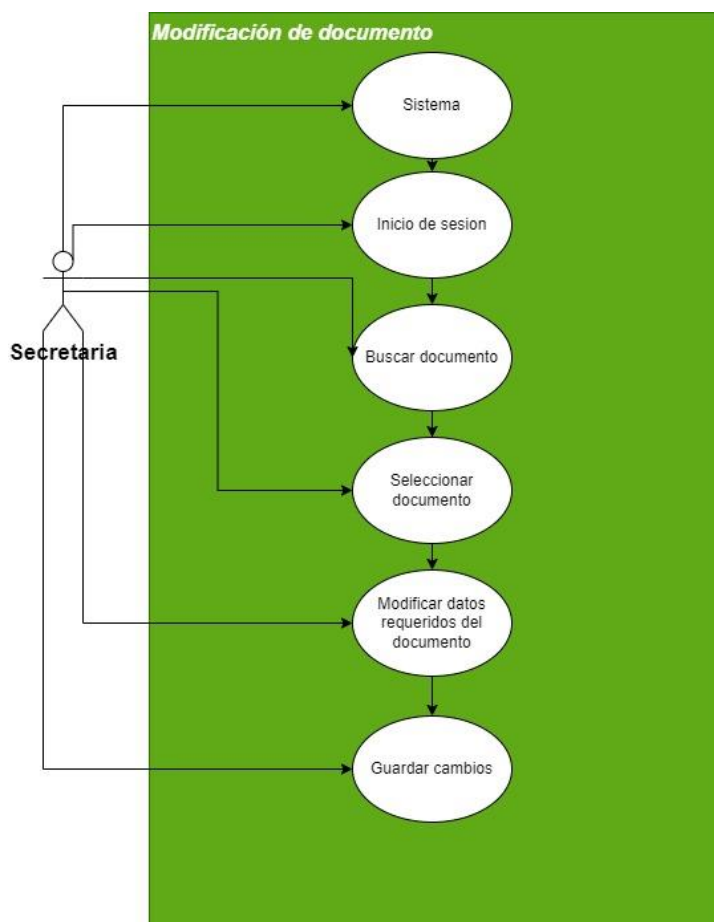 Modificación de documento
Sistema
Inicio de sesion
Secretaria
Buscar documento
Seleccionar
documento
Modificar datos
requeridos del
documento
Guardar cambios